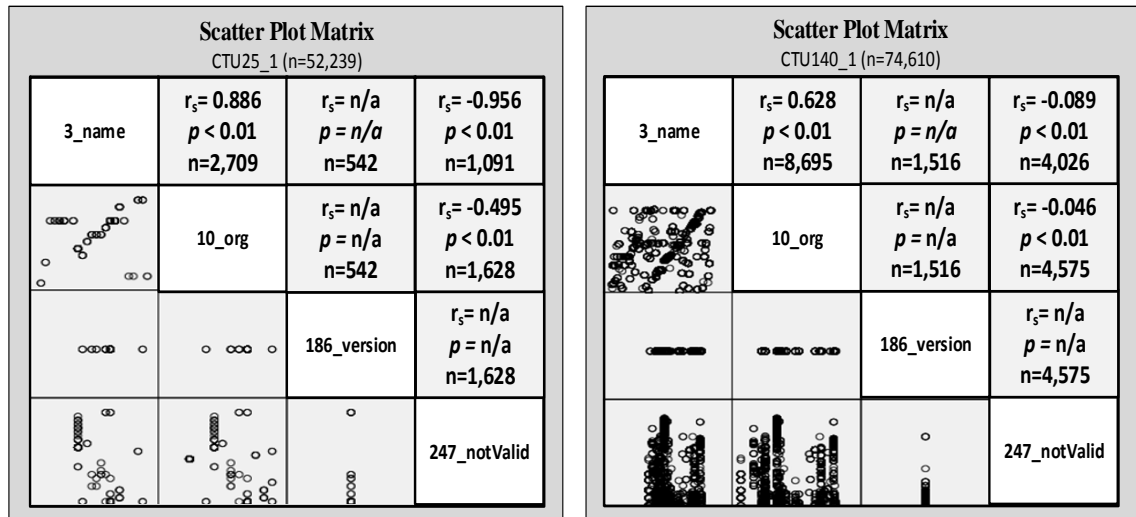 Scatter Plot Matrix
CTU25_1 (n=52,239)
3_name
rs= 0.886
p < 0.01
n=2,709
rs= n/a
p = n/a
n=542
rs= -0.956
p < 0.01
n=1,091
10_org
rs= n/a
p = n/a
n=542
rs= -0.495
p < 0.01
n=1,628
186_version
rs= n/a
p = n/a
n=1,628
247_notValid
Scatter Plot Matrix
CTU140_1 (n=74,610)
3_name
rs= 0.628
p < 0.01
n=8,695
rs= n/a
p = n/a
n=1,516
rs= -0.089
p < 0.01
n=4,026
10_org
rs= n/a
p = n/a
n=1,516
rs= -0.046
p < 0.01
n=4,575
186_version
rs= n/a
p = n/a
n=4,575
247_notValid